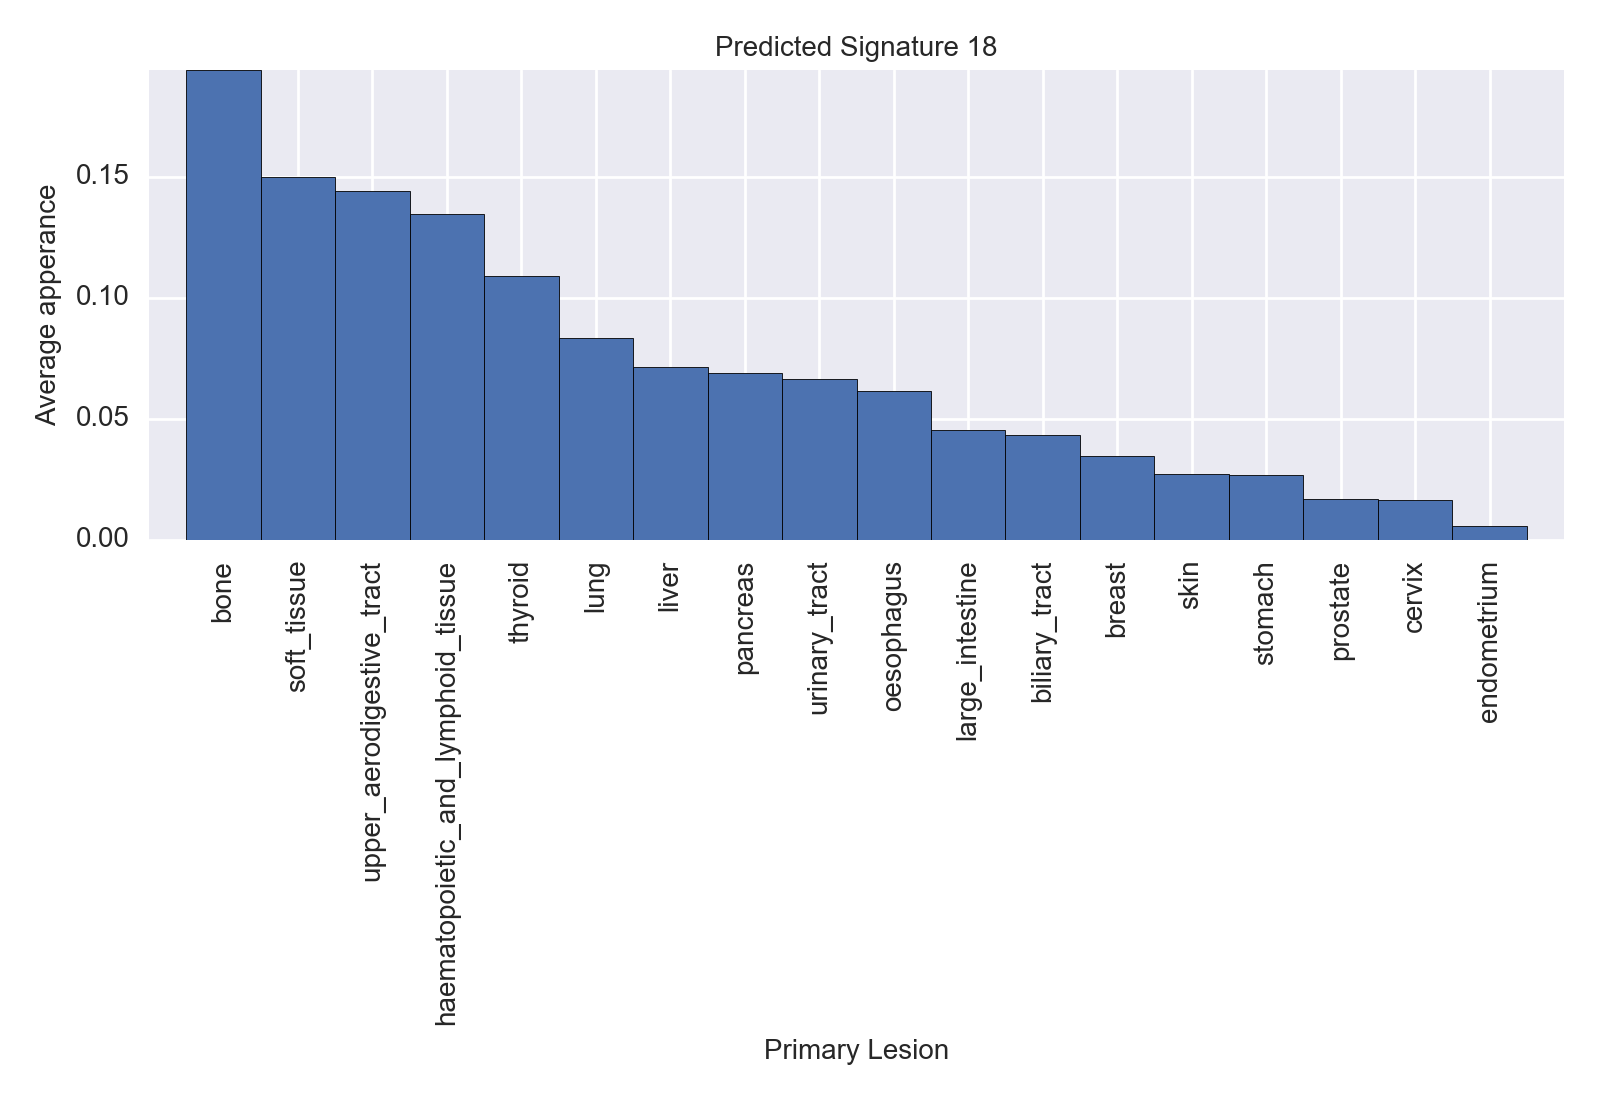 Predicted Signature 18
Average apperance
0.15
0.10
0.05
0.00
bone
soft_tissue
upper_aerodigestive_tract
haematopoietic_and_lymphoid_tissue
thyroid
lung
liver
pancreas
urinary_tract
oesophagus
large_intestine
biliary_tract
breast
skin
stomach
prostate
cervix
endometrium
Primary Lesion